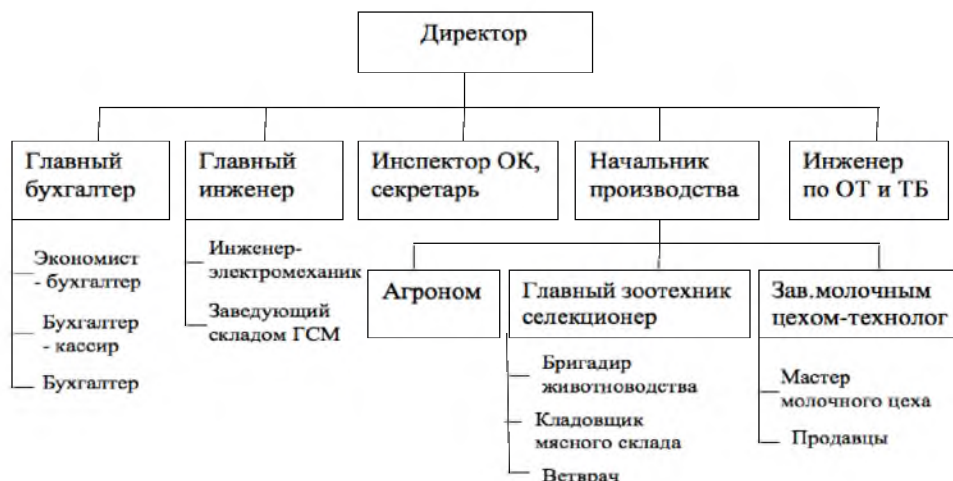 Директор
Главный
бухгалтер
Главный
инженер
Инспектор ОК,
секретарь
Начальник
производства
Инженер
по ОТ и ТБ
Экономист
- бухгалтер
Бухгалтер
- кассир
Бухгалтер
Инженер-
электромеханик
Заведующий
складом ГСМ
Агроном
Главный зоотехник
селекционер
Бригадир
животноводства
Кладовщик
мясного склада
Ветврач
Зав.молочным
цехом-технолог
Мастер
молочного цеха
Продавцы